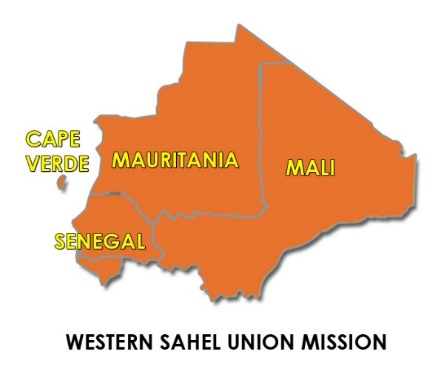 CAPE
VERDE
MAURITANIA
MALI
SENEGAL
WESTERN SAHEL UNION MISSION